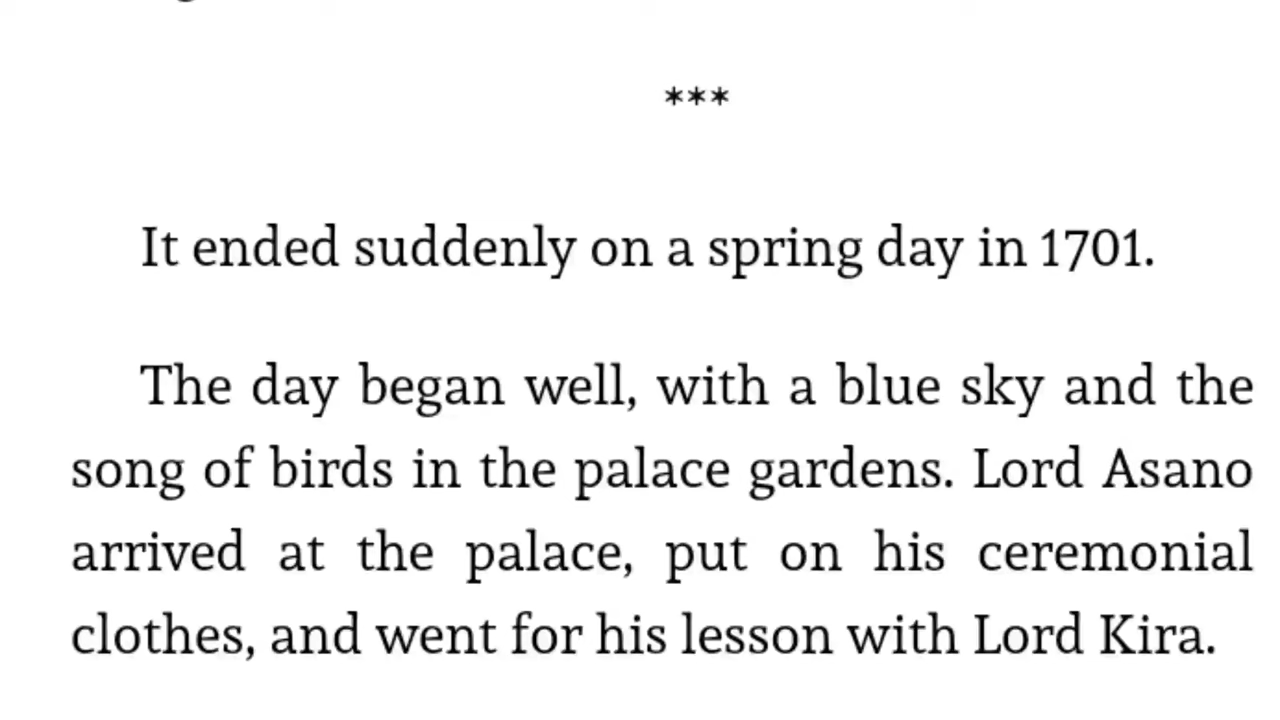 ***
It ended suddenly on a spring day in 1701.
The day began well, with a blue sky and the
song of birds in the palace gardens. Lord Asano
arrived at the palace, put on his ceremonial
clothes, and went for his lesson with Lord Kira.